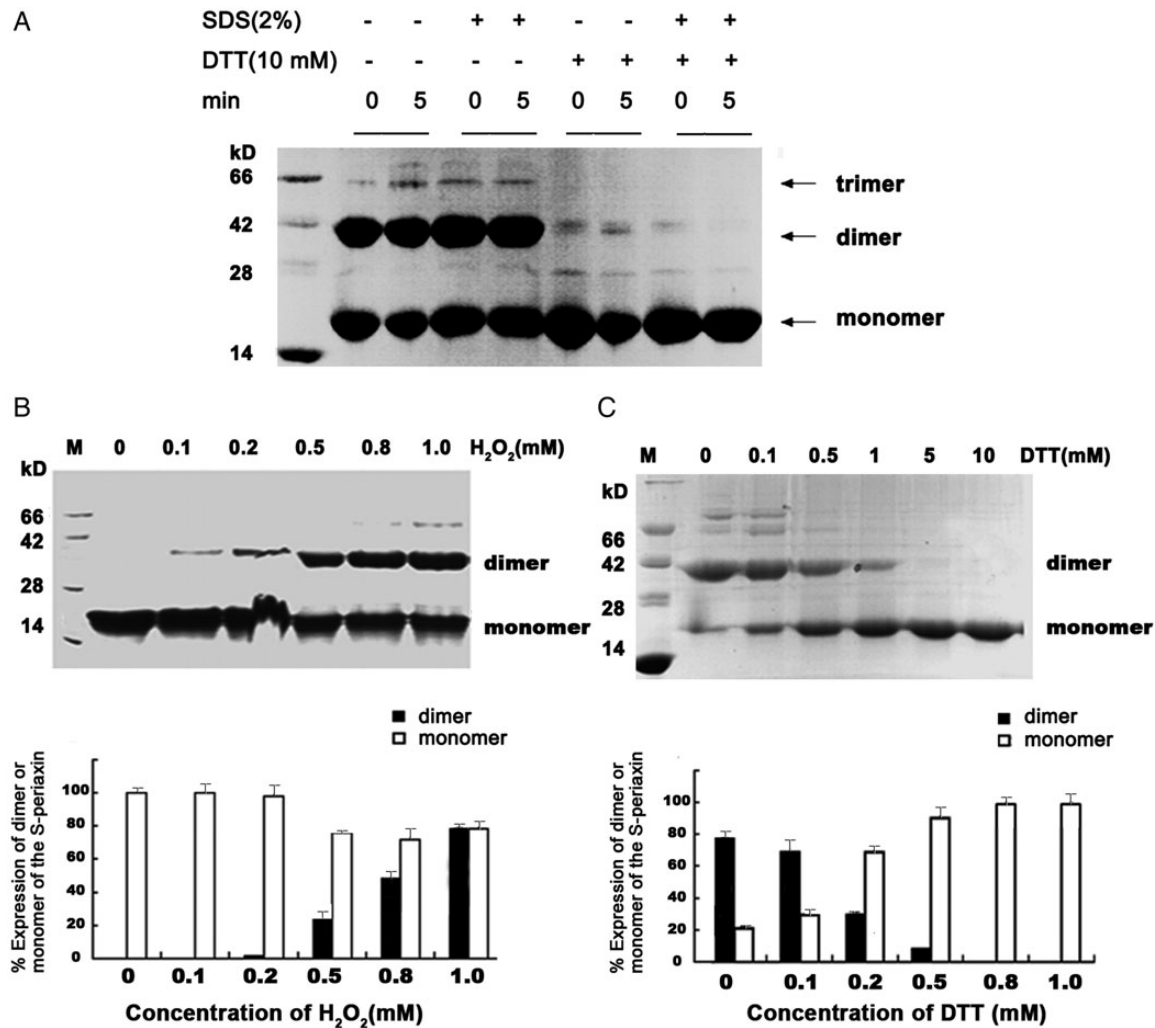 A
SDS(2%) - - + + - - + +
DTT(10 mM) - - - - + + + +
min 0 5 0 5 0 5 0 5
kD
66
42
28
14
trimer
dimer
monomer
B
M 0 0.1 0.2 0.5 0.8 1.0 H₂O₂(mM)
kD
66
42
28
14
dimer
monomer
dimer
monomer
% Expression of dimer or
monomer of the S-periaxin
100
80
60
40
20
0
0 0.1 0.2 0.5 0.8 1.0
Concentration of H₂O₂(mM)
C
M 0 0.1 0.5 1 5 10 DTT(mM)
kD
66
42
28
14
dimer
monomer
dimer
monomer
% Expression of dimer or
monomer of the S-periaxin
100
80
60
40
20
0
0 0.1 0.2 0.5 0.8 1.0
Concentration of DTT (mM)